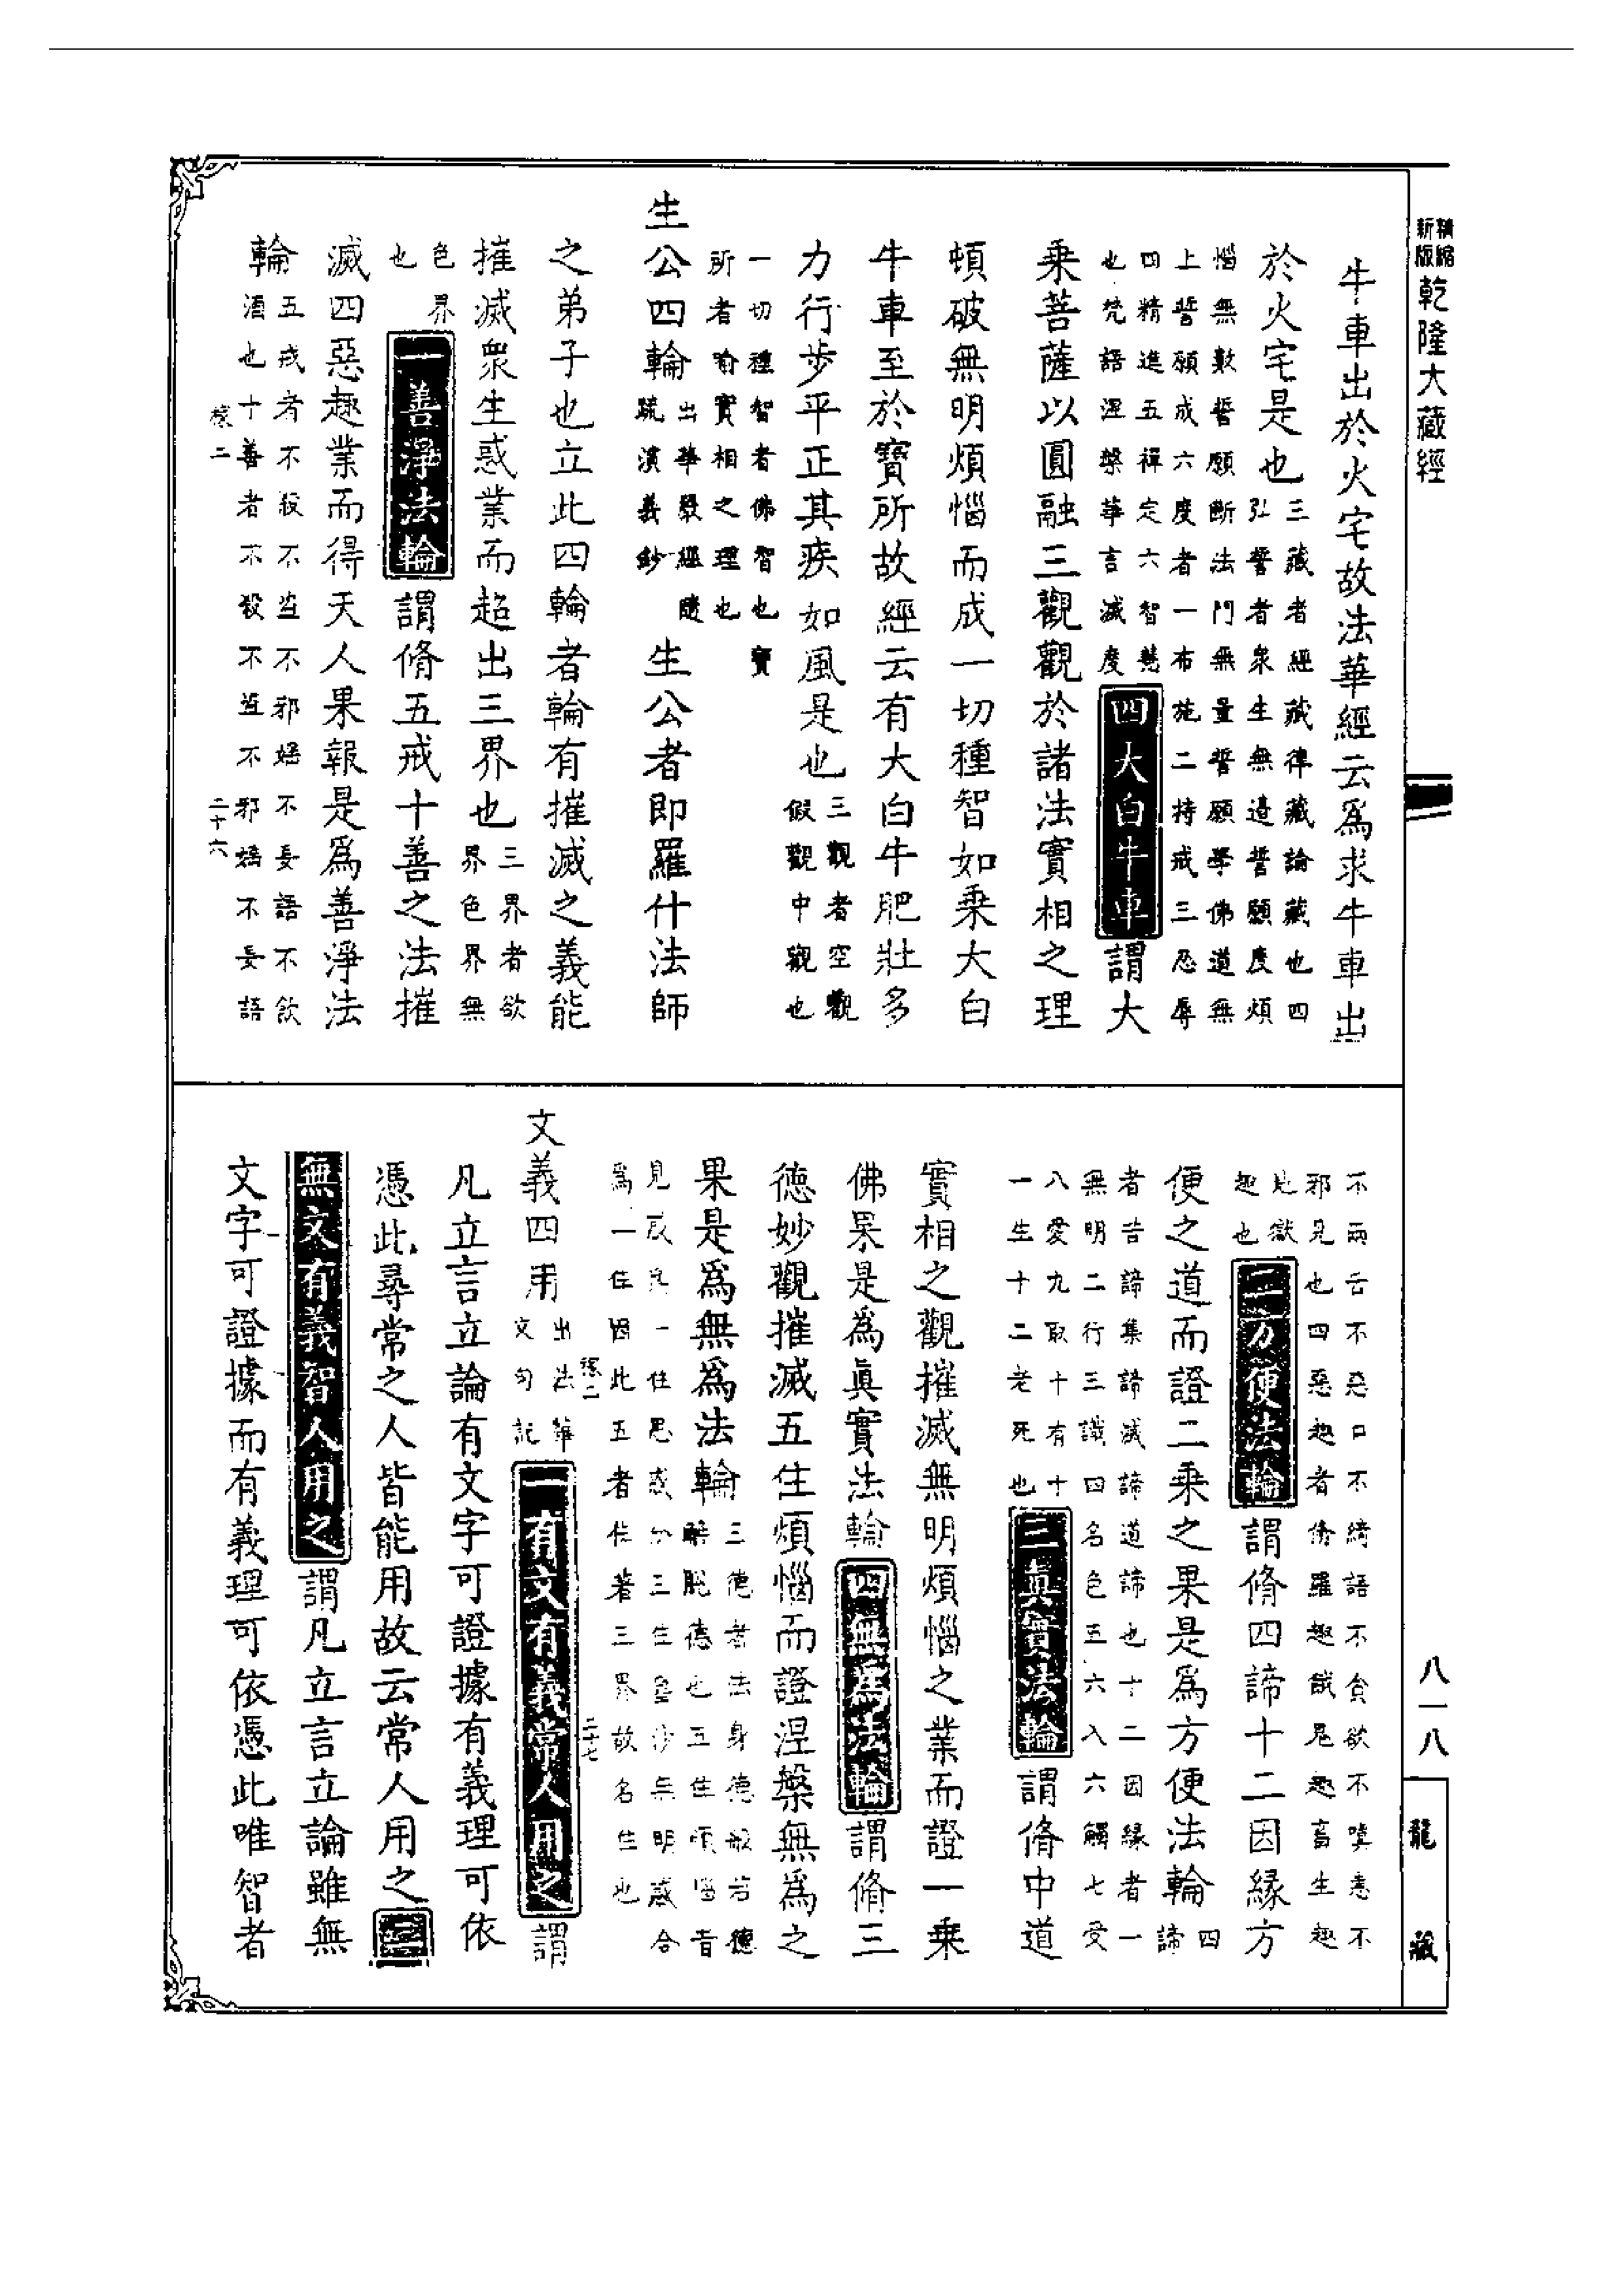 精縮新版乾隆大藏經
牛車出於火宅故法華經云爲求牛車出
於火宅是也三藏者經藏律藏論藏也四
弘誓者衆生無邊誓願度煩
惱無數誓願斷法門無量誓願學佛道無
上誓願成六度者一布施二持戒三忍辱
四精進五禪定六智慧
也梵語涅槃華言滅度四大白牛車謂大
乗菩薩以圓融三觀觀於諸法實相之理
頓破無明煩惱而成一切種智如乗大白
牛車至於寶所故經云有大白牛肥壯多
力行步平正其疾如風是也三觀者空觀
假觀中觀也
一切種智者佛智也寶
所者喻實相之理也
生公四輪出華嚴經隨
疏演義鈔生公者即羅什法師
之弟子也立此四輪者輪有摧滅之義能
摧滅衆生惑業而超出三界也三界者欲
界色界無
色界
也一善淨法輪謂脩五戒十善之法摧
滅四惡趣業而得天人果報是爲善淨法
輪五戒者不殺不盜不邪婬不妄語不飲
酒也十善者不殺不盜不邪婬不妄語
稼二 二十六
不兩舌不惡口不綺語不貪欲不嗔恚不
邪見也四惡趣者脩羅趣餓鬼趣畜生趣
地獄
趣也二方便法輪謂脩四諦十二因緣方
便之道而證二乗之果是爲方便法輪四
諦
者苦諦集諦滅諦道諦也十二因緣者一
無明二行三識四名色五六入六觸七受
八愛九取十有十
一生十二老死也三眞實法輪謂脩中道
實相之觀摧滅無明煩惱之業而證一乗
佛果是爲眞實法輪四無爲法輪謂脩三
德妙觀摧滅五住煩惱而證涅槃無爲之
果是爲無爲法輪三德者法身德般若德
解脫德也五住煩惱者
見惑爲一住思惑分三住塵沙無明惑合
爲一住因此五者住著三界故名住也
稼二 二十七
文義四用出法華
文句記一有文有義常人用之謂
凡立言立論有文字可證據有義理可依
憑此尋常之人皆能用故云常人用之二
無文有義智人用之謂凡立言立論雖無
文字可證據而有義理可依憑此唯智者
八一八
龍藏